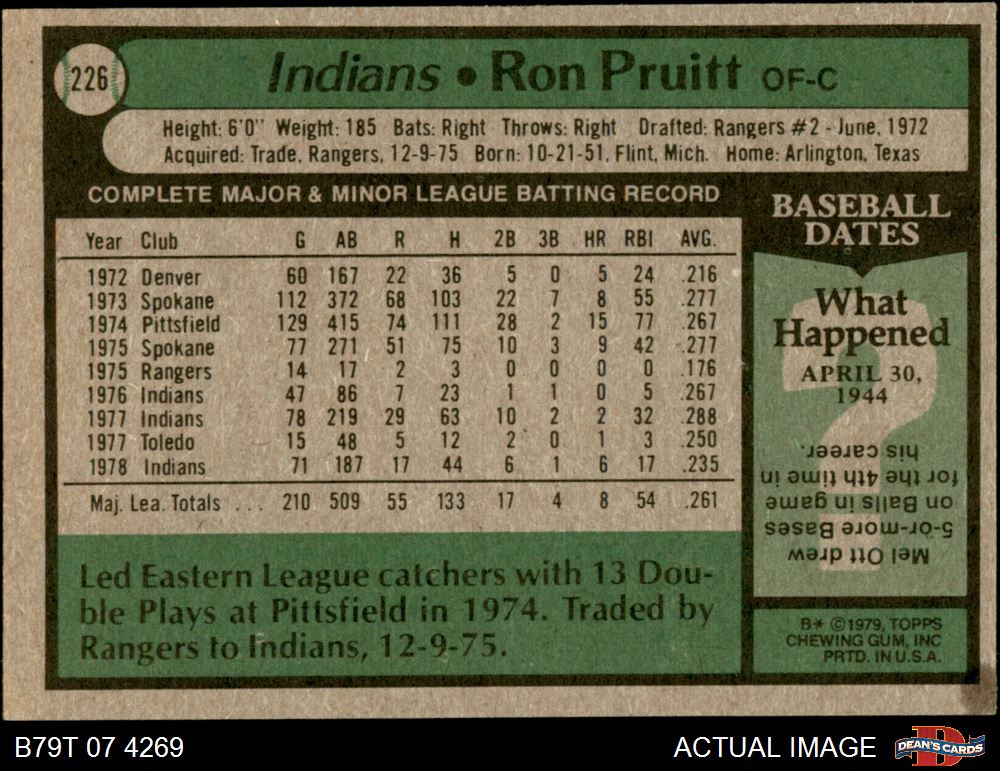 226
Indians • Ron Pruitt OF-C
Height: 6'0" Weight: 185 Bats: Right Throws: Right Drafted: Rangers #2 - June, 1972
Acquired: Trade, Rangers, 12-9-75 Born: 10-21-51, Flint, Mich. Home: Arlington, Texas
COMPLETE MAJOR & MINOR LEAGUE BATTING RECORD
Year Club G AB R H 2B 3B HR RBI AVG.
1972 Denver 60 167 22 36 5 0 5 24 .216
1973 Spokane 112 372 68 103 22 7 8 55 .277
1974 Pittsfield 129 415 74 111 28 2 15 77 .267
1975 Spokane 77 271 51 75 10 3 9 42 .277
1975 Rangers 14 17 2 3 0 0 0 0 .176
1976 Indians 47 86 7 23 1 1 0 5 .267
1977 Indians 78 219 29 63 10 2 2 32 .288
1977 Toledo 15 48 5 12 2 0 1 3 .250
1978 Indians 71 187 17 44 6 1 6 17 .235
Maj. Lea. Totals ... 210 509 55 133 17 4 8 54 .261
Led Eastern League catchers with 13 Dou-
ble Plays at Pittsfield in 1974. Traded by
Rangers to Indians, 12-9-75.
BASEBALL
DATES
What
Happened
APRIL 30,
1944
Mel Ott drew
5-or-more Bases
on Balls in game
for the 4th time in
his career.
B* ©1979, TOPPS
CHEWING GUM, INC
PRTD. IN U.S.A.
B79T 07 4269
ACTUAL IMAGE
D
DEAN'S CARDS